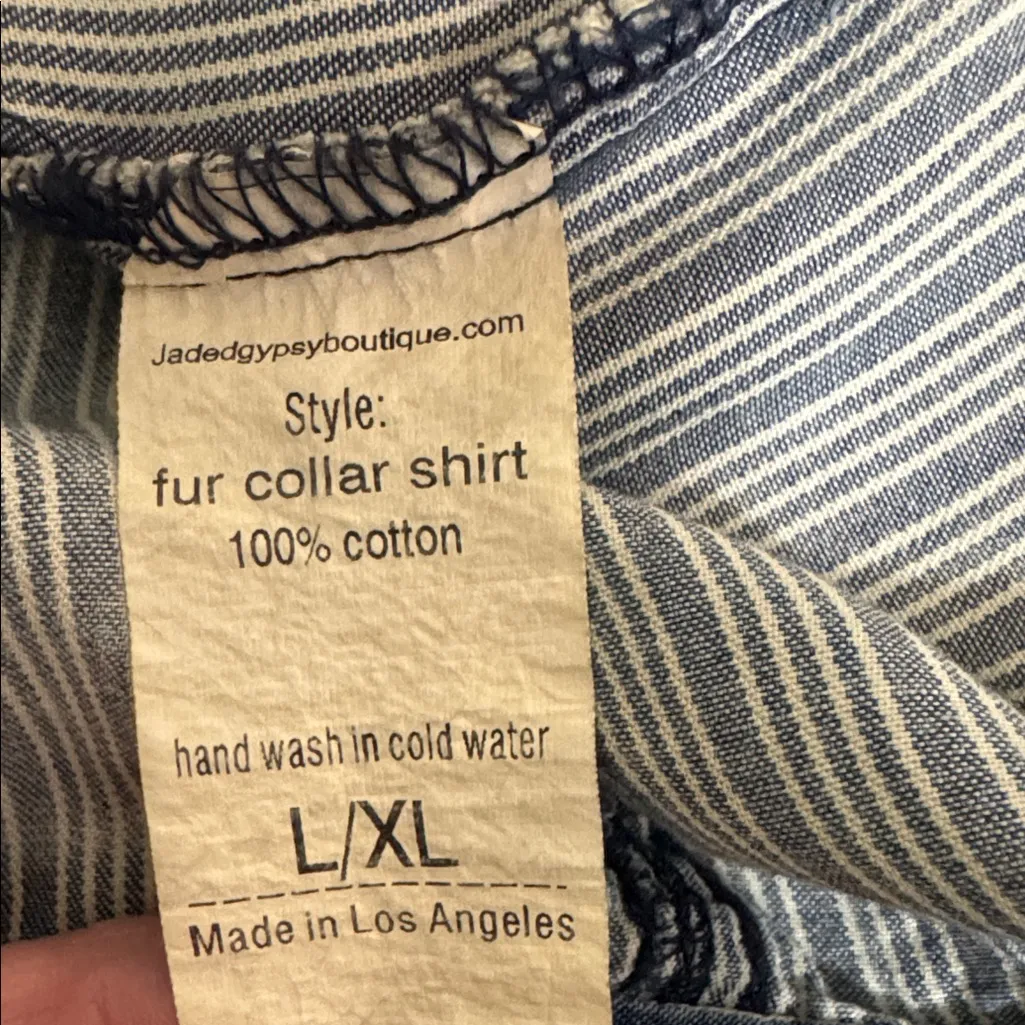 Jadedgypsyboutique.com
Style:
fur collar shirt
100% cotton
hand wash in cold water
L/XL
Made in Los Angeles